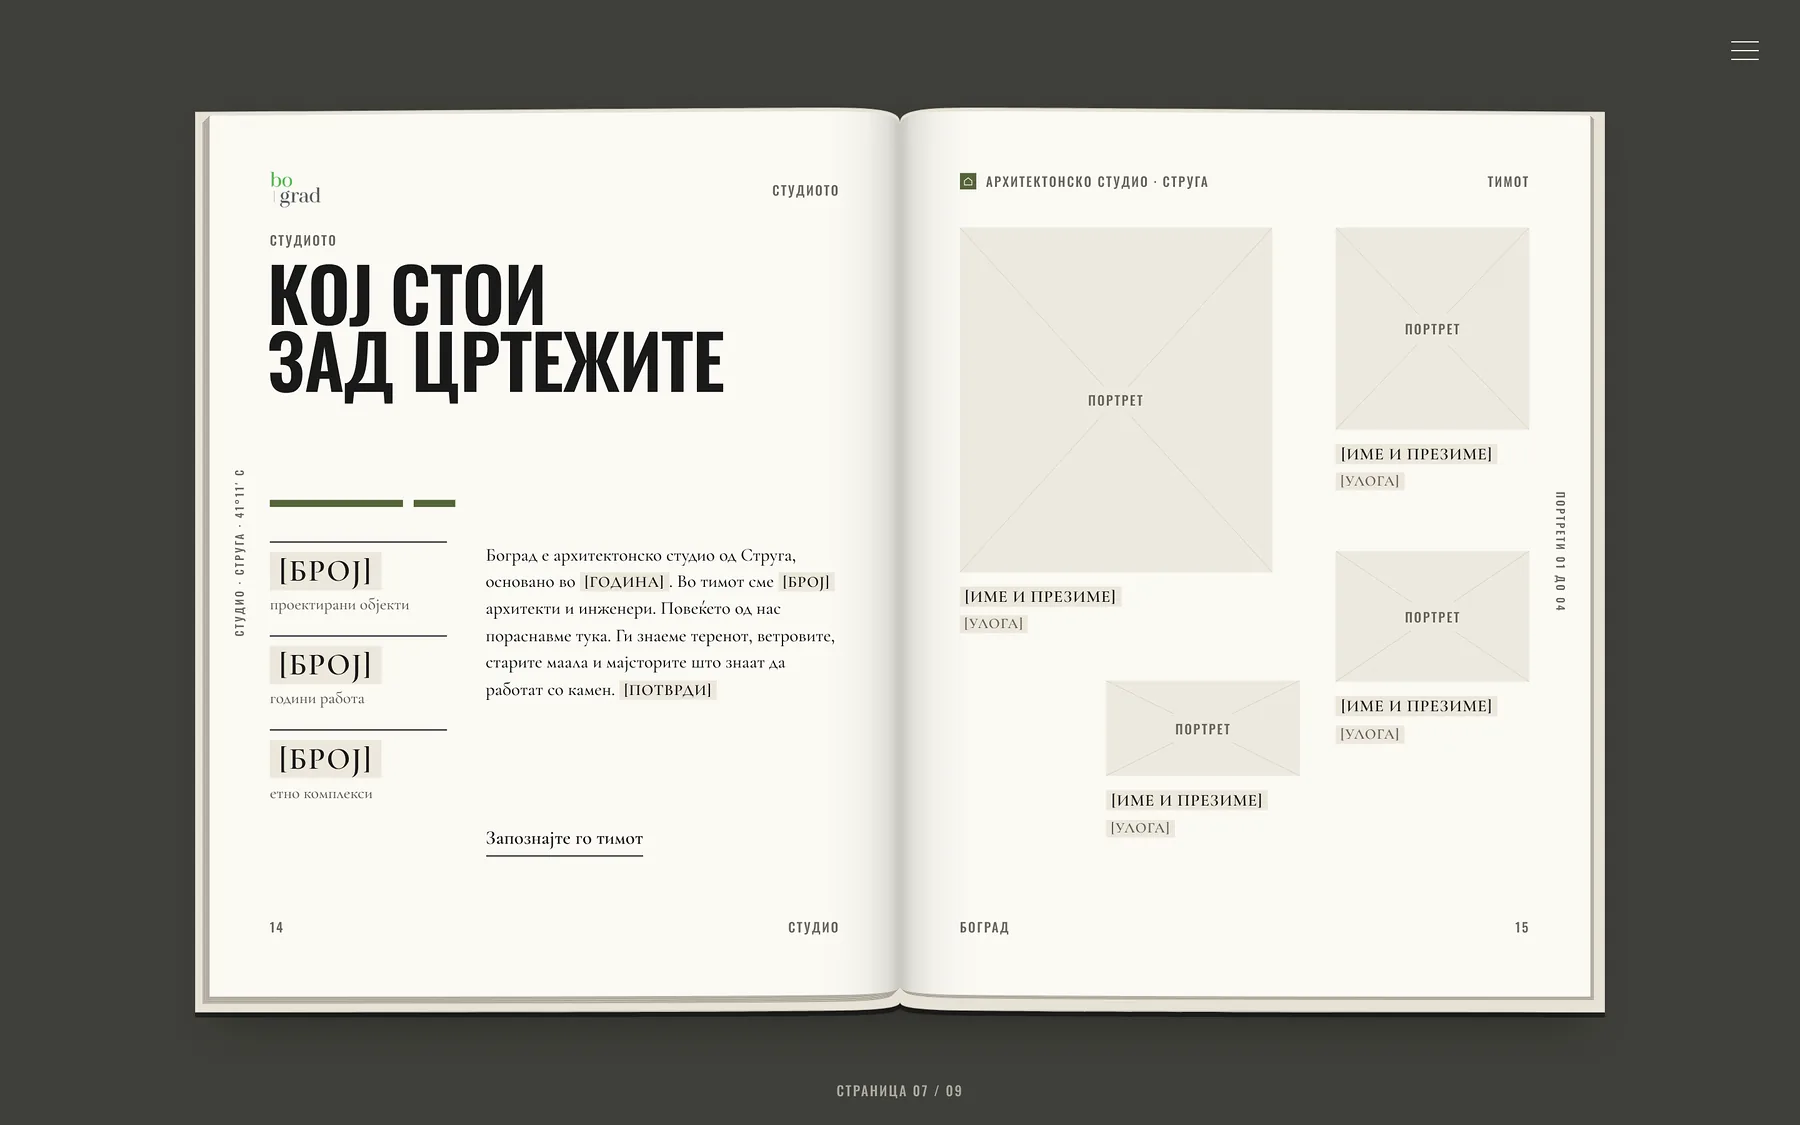 bo
grad
СТУДИОТО
СТУДИОТО
КОЈ СТОИ
ЗАД ЦРТЕЖИТЕ
СТУДИО · СТРУГА · 41°11' С
[БРОЈ]
проектирани објекти
[БРОЈ]
години работа
[БРОЈ]
етно комплекси
Боград е архитектонско студио од Струга,
основано во [ГОДИНА] . Во тимот сме [БРОЈ]
архитекти и инженери. Повеќето од нас
пораснавме тука. Ги знаеме теренот, ветровите,
старите маала и мајсторите што знаат да
работат со камен. [ПОТВРДИ]
Запознајте го тимот
14
СТУДИО
АРХИТЕКТОНСКО СТУДИО · СТРУГА
ТИМОТ
ПОРТРЕТ
[ИМЕ И ПРЕЗИМЕ]
[УЛОГА]
ПОРТРЕТ
[ИМЕ И ПРЕЗИМЕ]
[УЛОГА]
ПОРТРЕТ
[ИМЕ И ПРЕЗИМЕ]
[УЛОГА]
ПОРТРЕТ
[ИМЕ И ПРЕЗИМЕ]
[УЛОГА]
ПОРТРЕТИ 01 ДО 04
БОГРАД
15
СТРАНИЦА 07 / 09